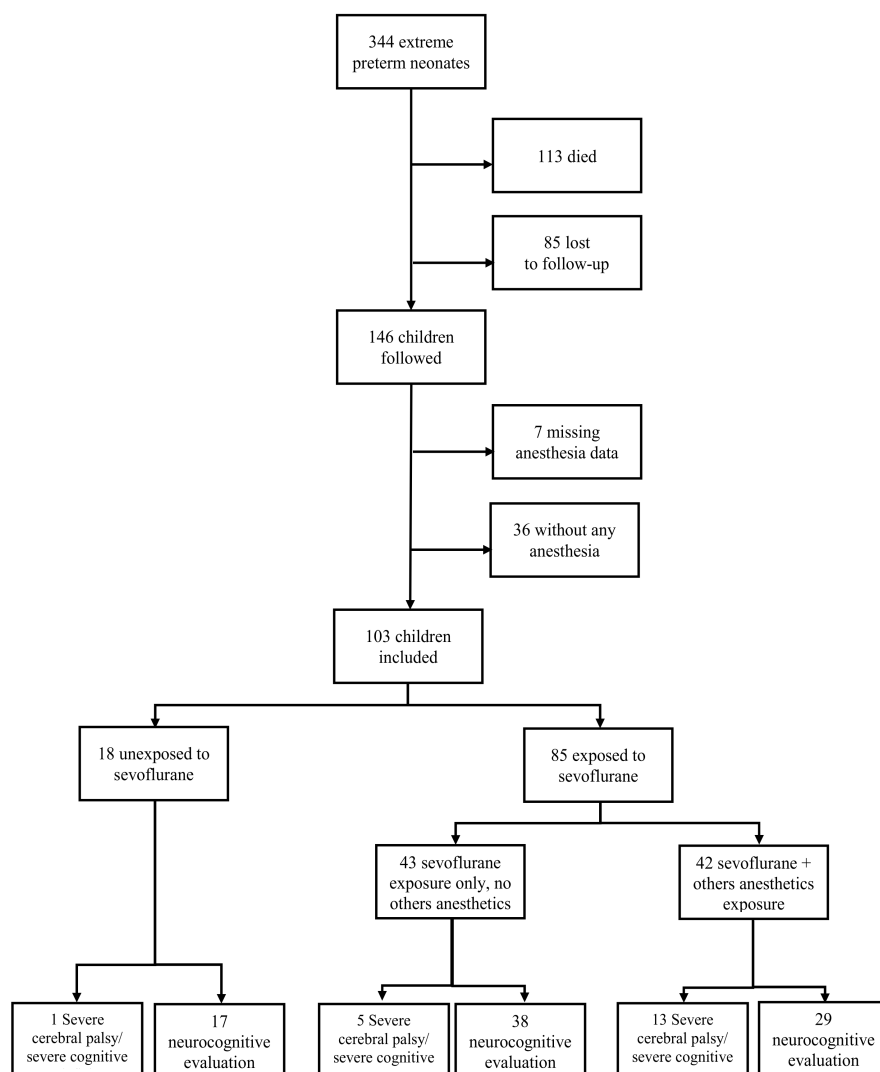 344 extreme
preterm neonates
113 died
85 lost
to follow-up
146 children
followed
7 missing
anesthesia data
36 without any
anesthesia
103 children
included
18 unexposed to
sevoflurane
85 exposed to
sevoflurane
43 sevoflurane
exposure only, no
others anesthetics
42 sevoflurane +
others anesthetics
exposure
1 Severe
cerebral palsy/
severe cognitive
17
neurocognitive
evaluation
5 Severe
cerebral palsy/
severe cognitive
38
neurocognitive
evaluation
13 Severe
cerebral palsy/
severe cognitive
29
neurocognitive
evaluation